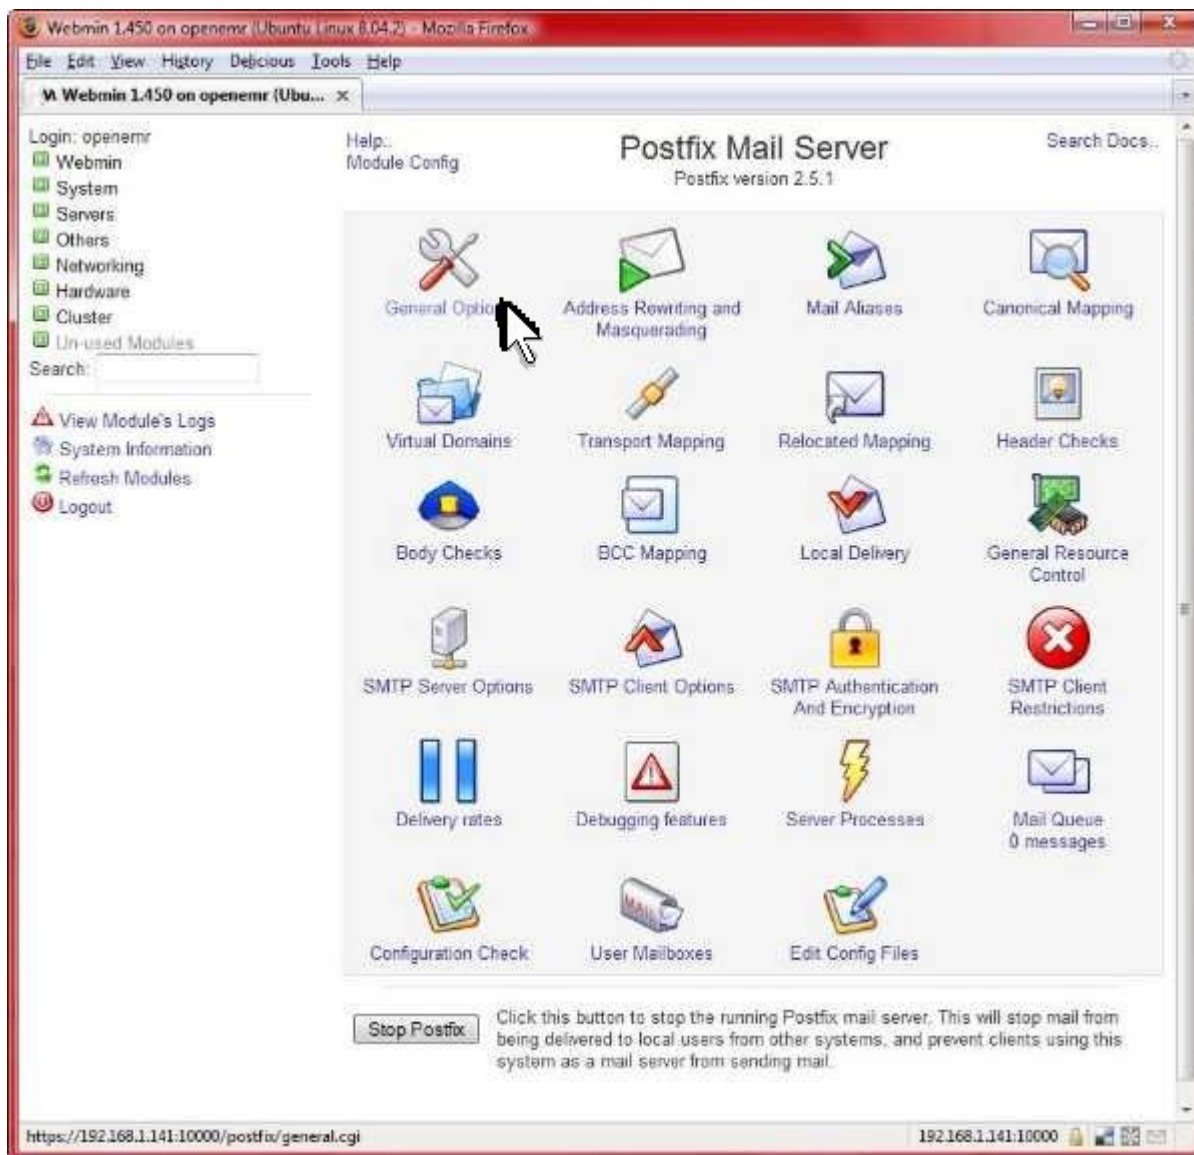 Webmin 1.450 on openemr (Ubuntu Linux 8.04.2) - Mozilla Firefox
File Edit View History Delicious Tools Help
Webmin 1.450 on openemr (Ubu...
Login: openemr
Webmin
System
Servers
Others
Networking
Hardware
Cluster
Un-used Modules
Search:
View Module's Logs
System Information
Refresh Modules
Logout
Help..
Module Config
Postfix Mail Server
Postfix version 2.5.1
Search Docs..
General Option
Address Rewriting and
Masquerading
Mail Aliases
Canonical Mapping
Virtual Domains
Transport Mapping
Relocated Mapping
Header Checks
Body Checks
BCC Mapping
Local Delivery
General Resource
Control
SMTP Server Options
SMTP Client Options
SMTP Authentication
And Encryption
SMTP Client
Restrictions
Delivery rates
Debugging features
Server Processes
Mail Queue
0 messages
Configuration Check
MAIL
User Mailboxes
Edit Config Files
Stop Postfix
Click this button to stop the running Postfix mail server. This will stop mail from
being delivered to local users from other systems, and prevent clients using this
system as a mail server from sending mail.
https://192.168.1.141:10000/postfix/general.cgi
192.168.1.141:10000